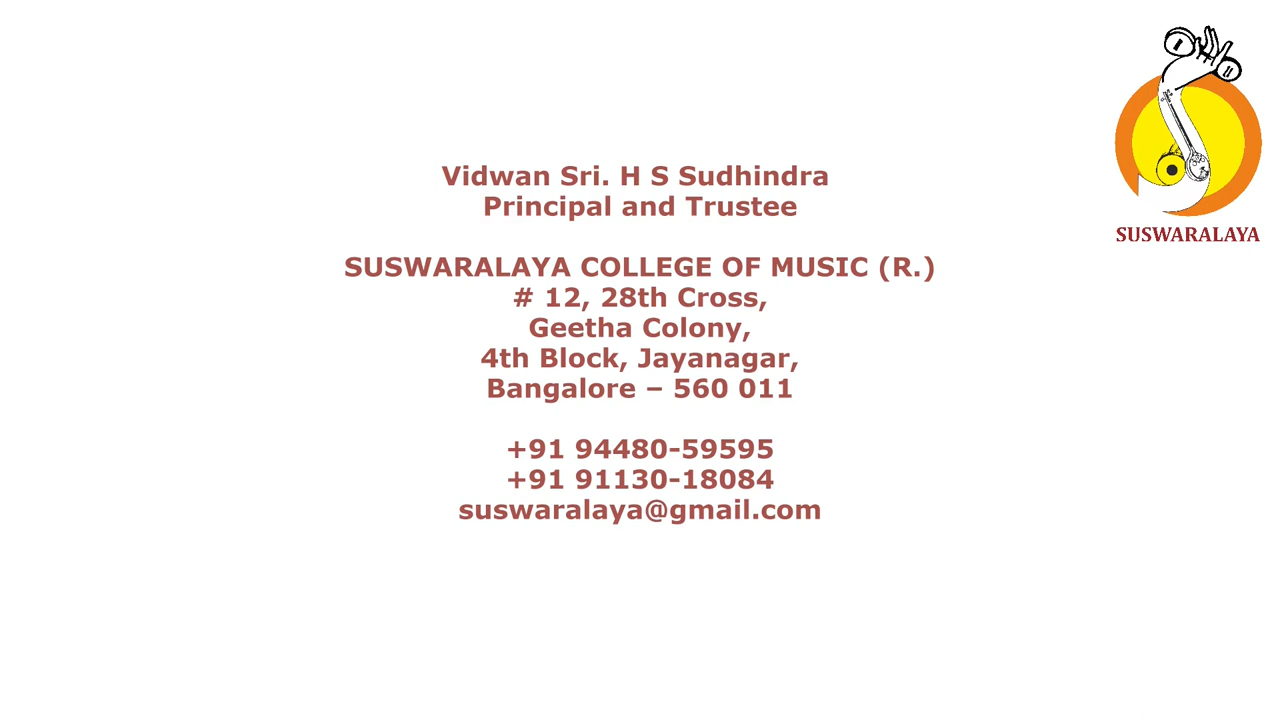 Vidwan Sri. H S Sudhindra
Principal and Trustee
SUSWARALAYA COLLEGE OF MUSIC (R.)
# 12, 28th Cross,
Geetha Colony,
4th Block, Jayanagar,
Bangalore – 560 011
+91 94480-59595
+91 91130-18084
suswaralaya@gmail.com
SUSWARALAYA